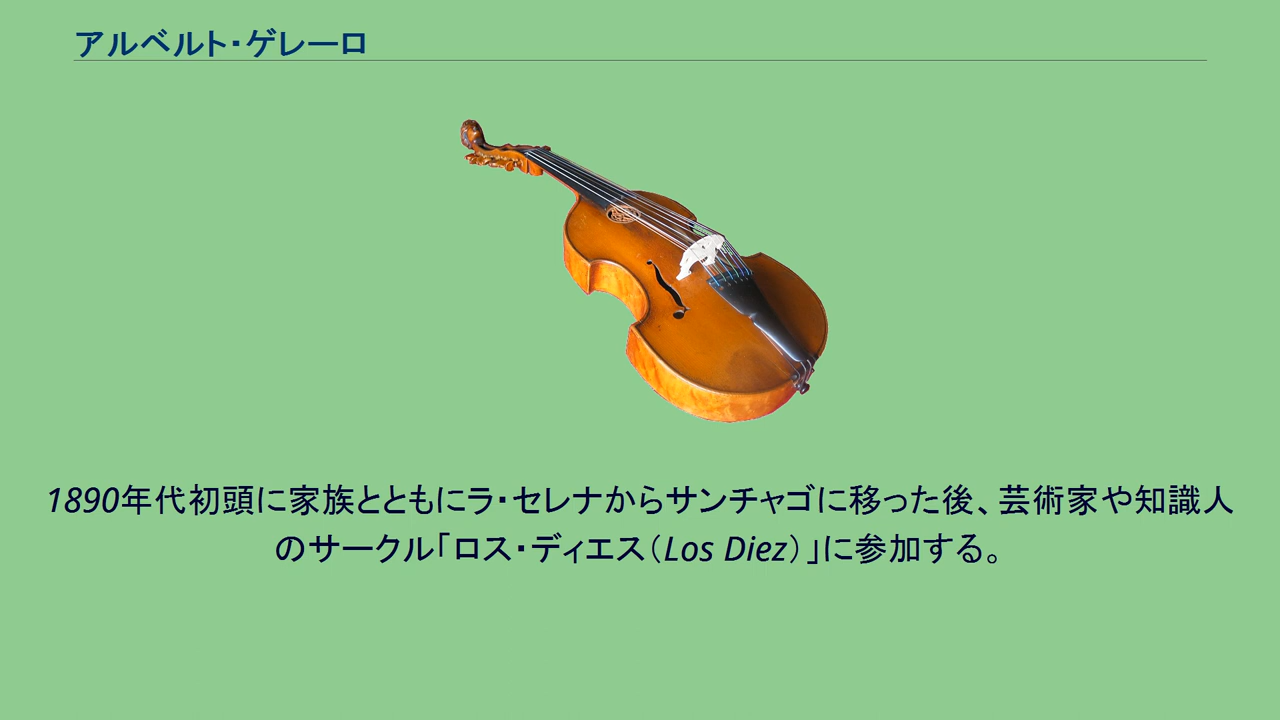 アルベルト・ゲレーロ
1890年代初頭に家族とともにラ・セレナからサンチャゴに移った後、芸術家や知識人
のサークル「ロス・ディエス（Los Diez）」に参加する。